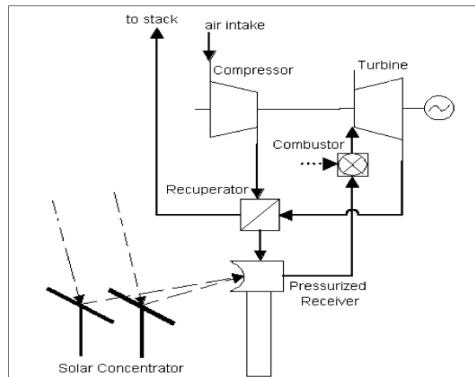 to stack
air intake
Compressor
Turbine
Combustor
Recuperator
Pressurized
Receiver
Solar Concentrator